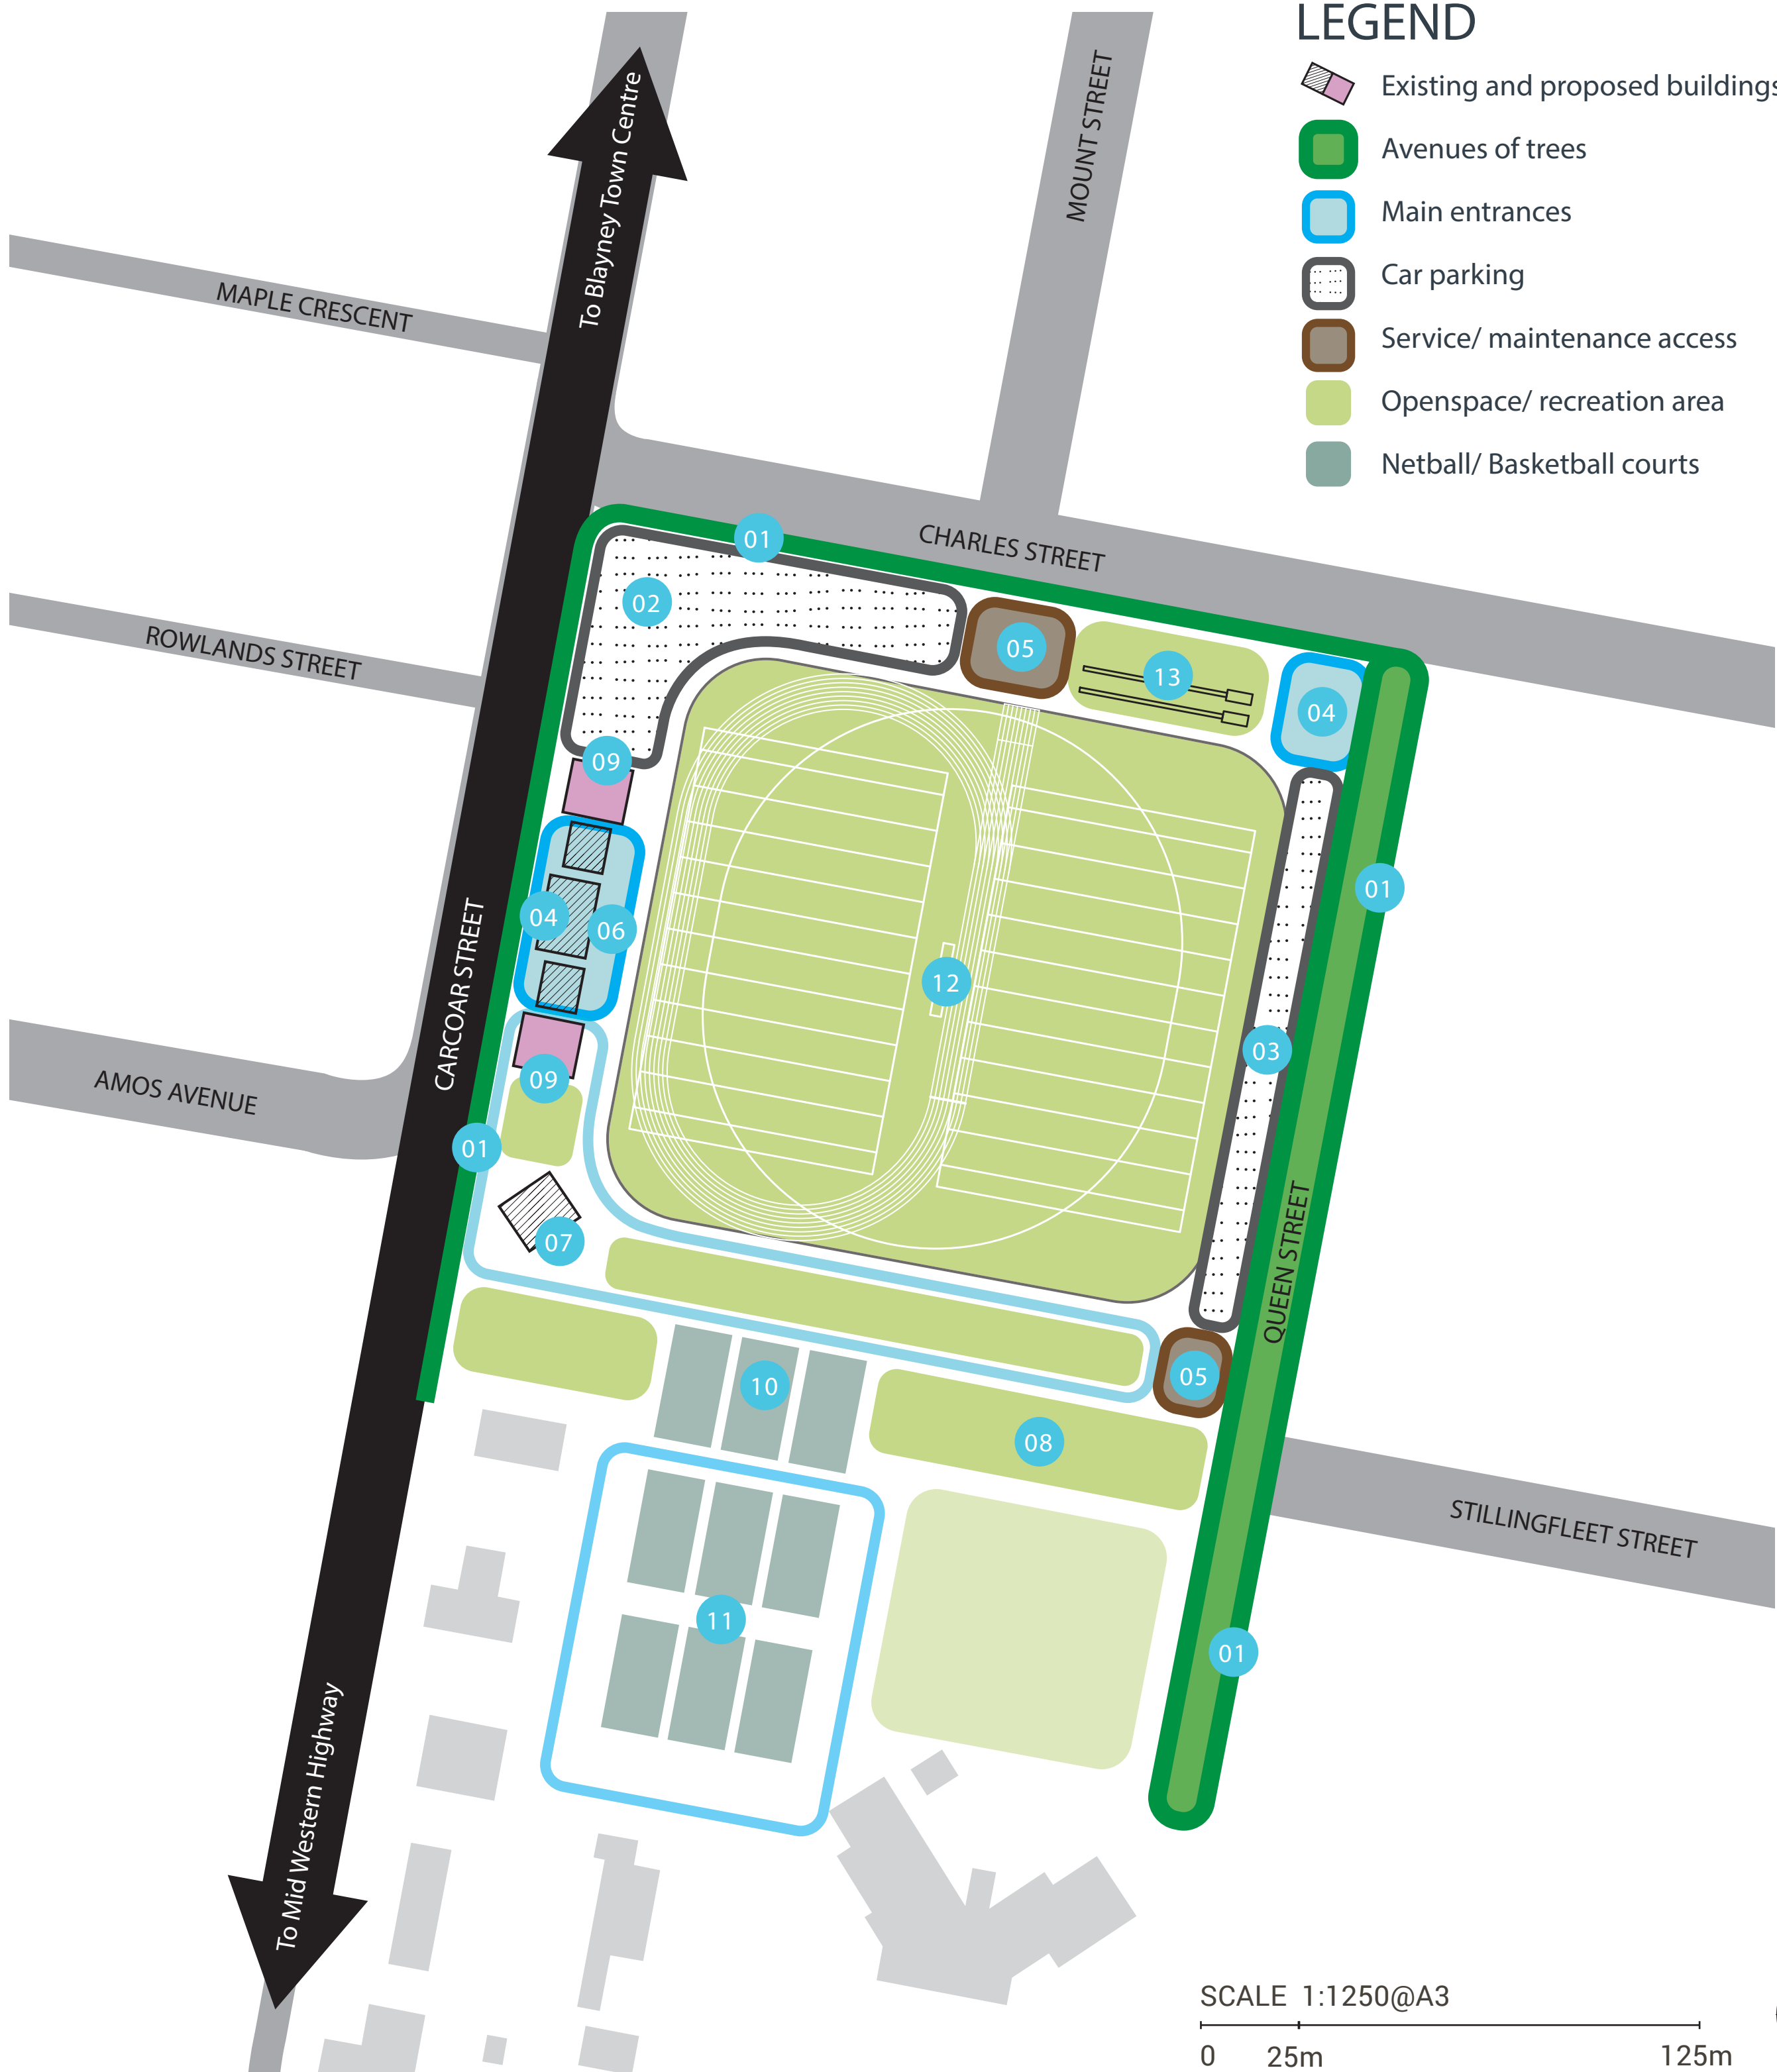 LEGEND
Existing and proposed buildings
Avenues of trees
Main entrances
Car parking
Service/ maintenance access
Openspace/ recreation area
Netball/ Basketball courts
To Blayney Town Centre
MOUNT STREET
MAPLE CRESCENT
CHARLES STREET
01
02
ROWLANDS STREET
05
13
04
09
01
04
06
CARCOAR STREET
12
03
AMOS AVENUE
09
01
07
QUEEN STREET
10
05
08
STILLINGFLEET STREET
11
01
To Mid Western Highway
SCALE 1:1250@A3
0 25m 125m